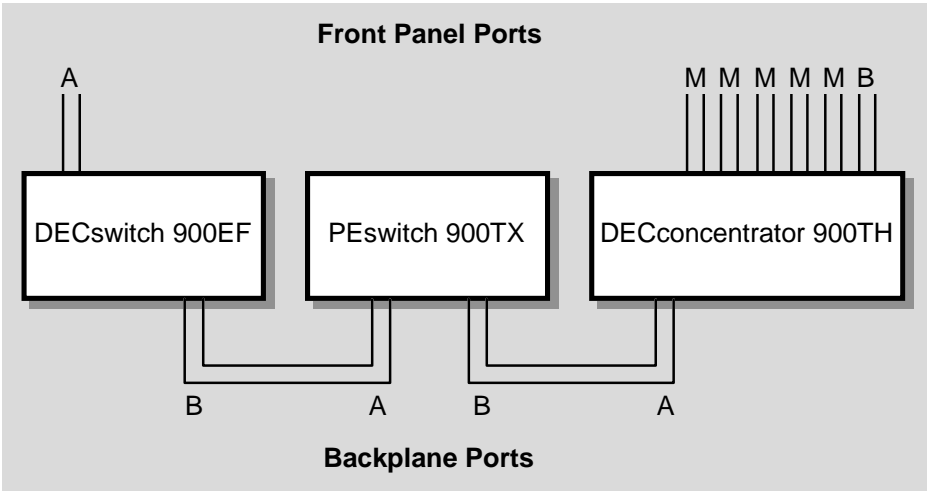 Front Panel Ports
A
M M M M M B
DECswitch 900EF
PEswitch 900TX
DECconcentrator 900TH
B A B A
Backplane Ports